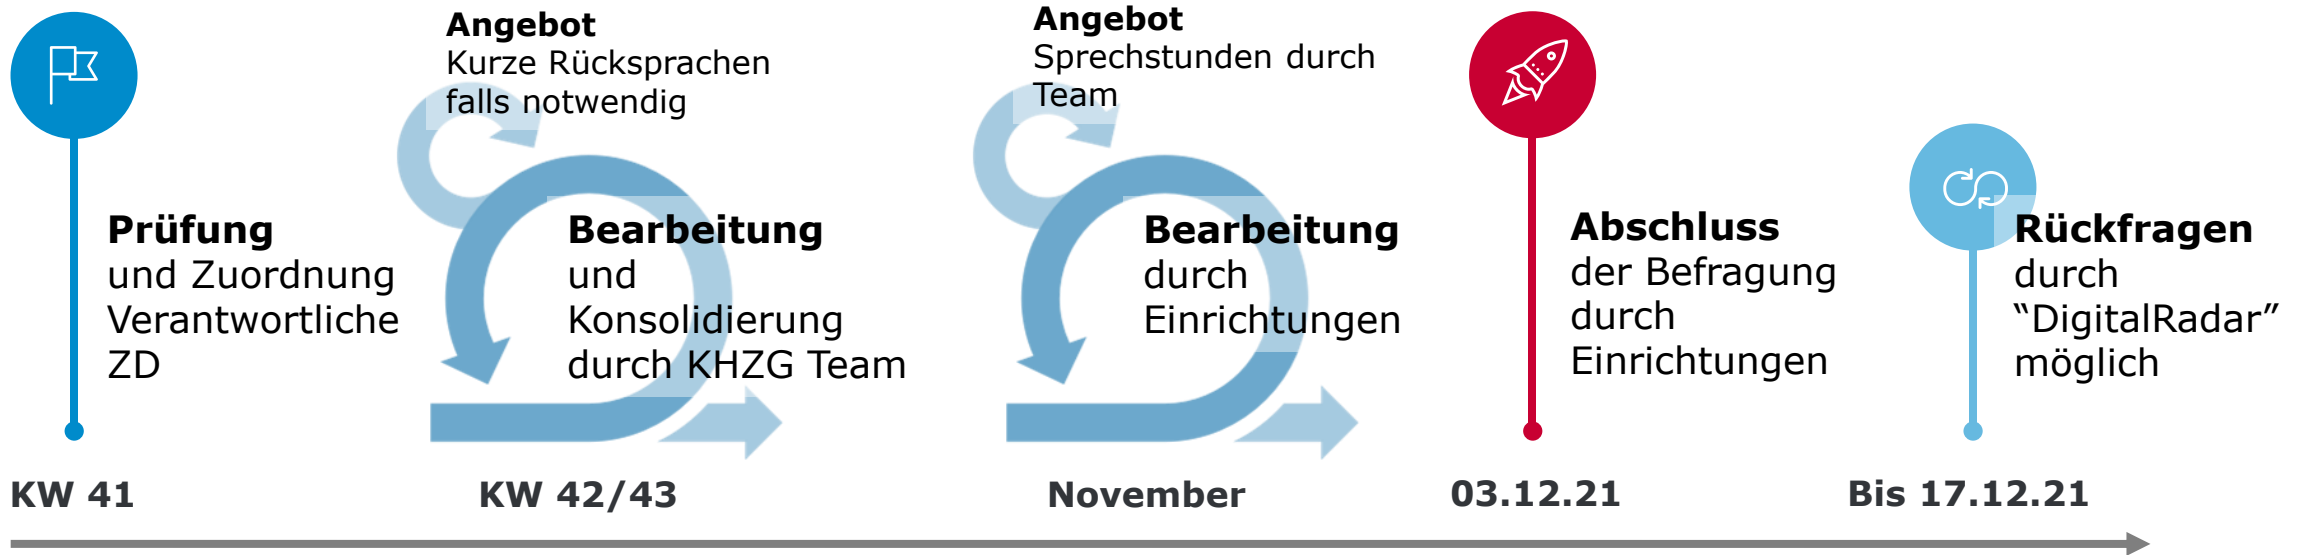 Angebot
Kurze Rücksprachen
falls notwendig
Angebot
Sprechstunden durch
Team
Prüfung
und Zuordnung
Verantwortliche
ZD
Bearbeitung
und
Konsolidierung
durch KHZG Team
Bearbeitung
durch
Einrichtungen
Abschluss
der Befragung
durch
Einrichtungen
Rückfragen
durch
“DigitalRadar”
möglich
KW 41
KW 42/43
November
03.12.21
Bis 17.12.21